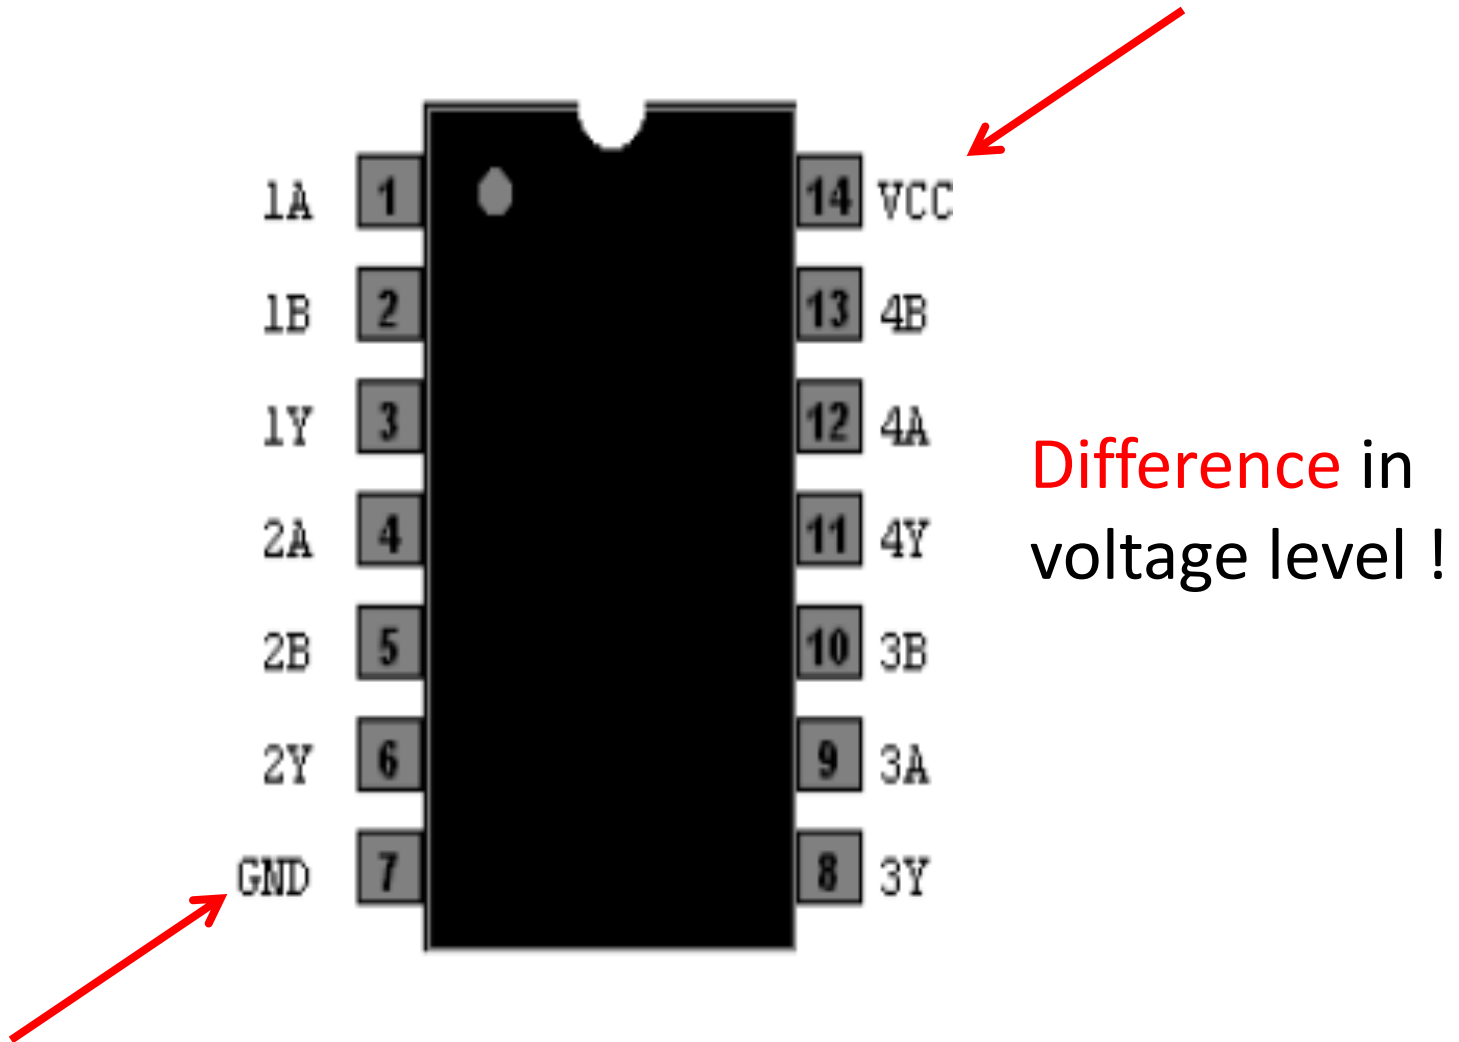 1A 1 14 VCC
1B 2 13 4B
1Y 3 12 4A
2A 4 11 4Y
2B 5 10 3B
2Y 6 9 3A
GND 7 8 3Y
Difference in
voltage level !